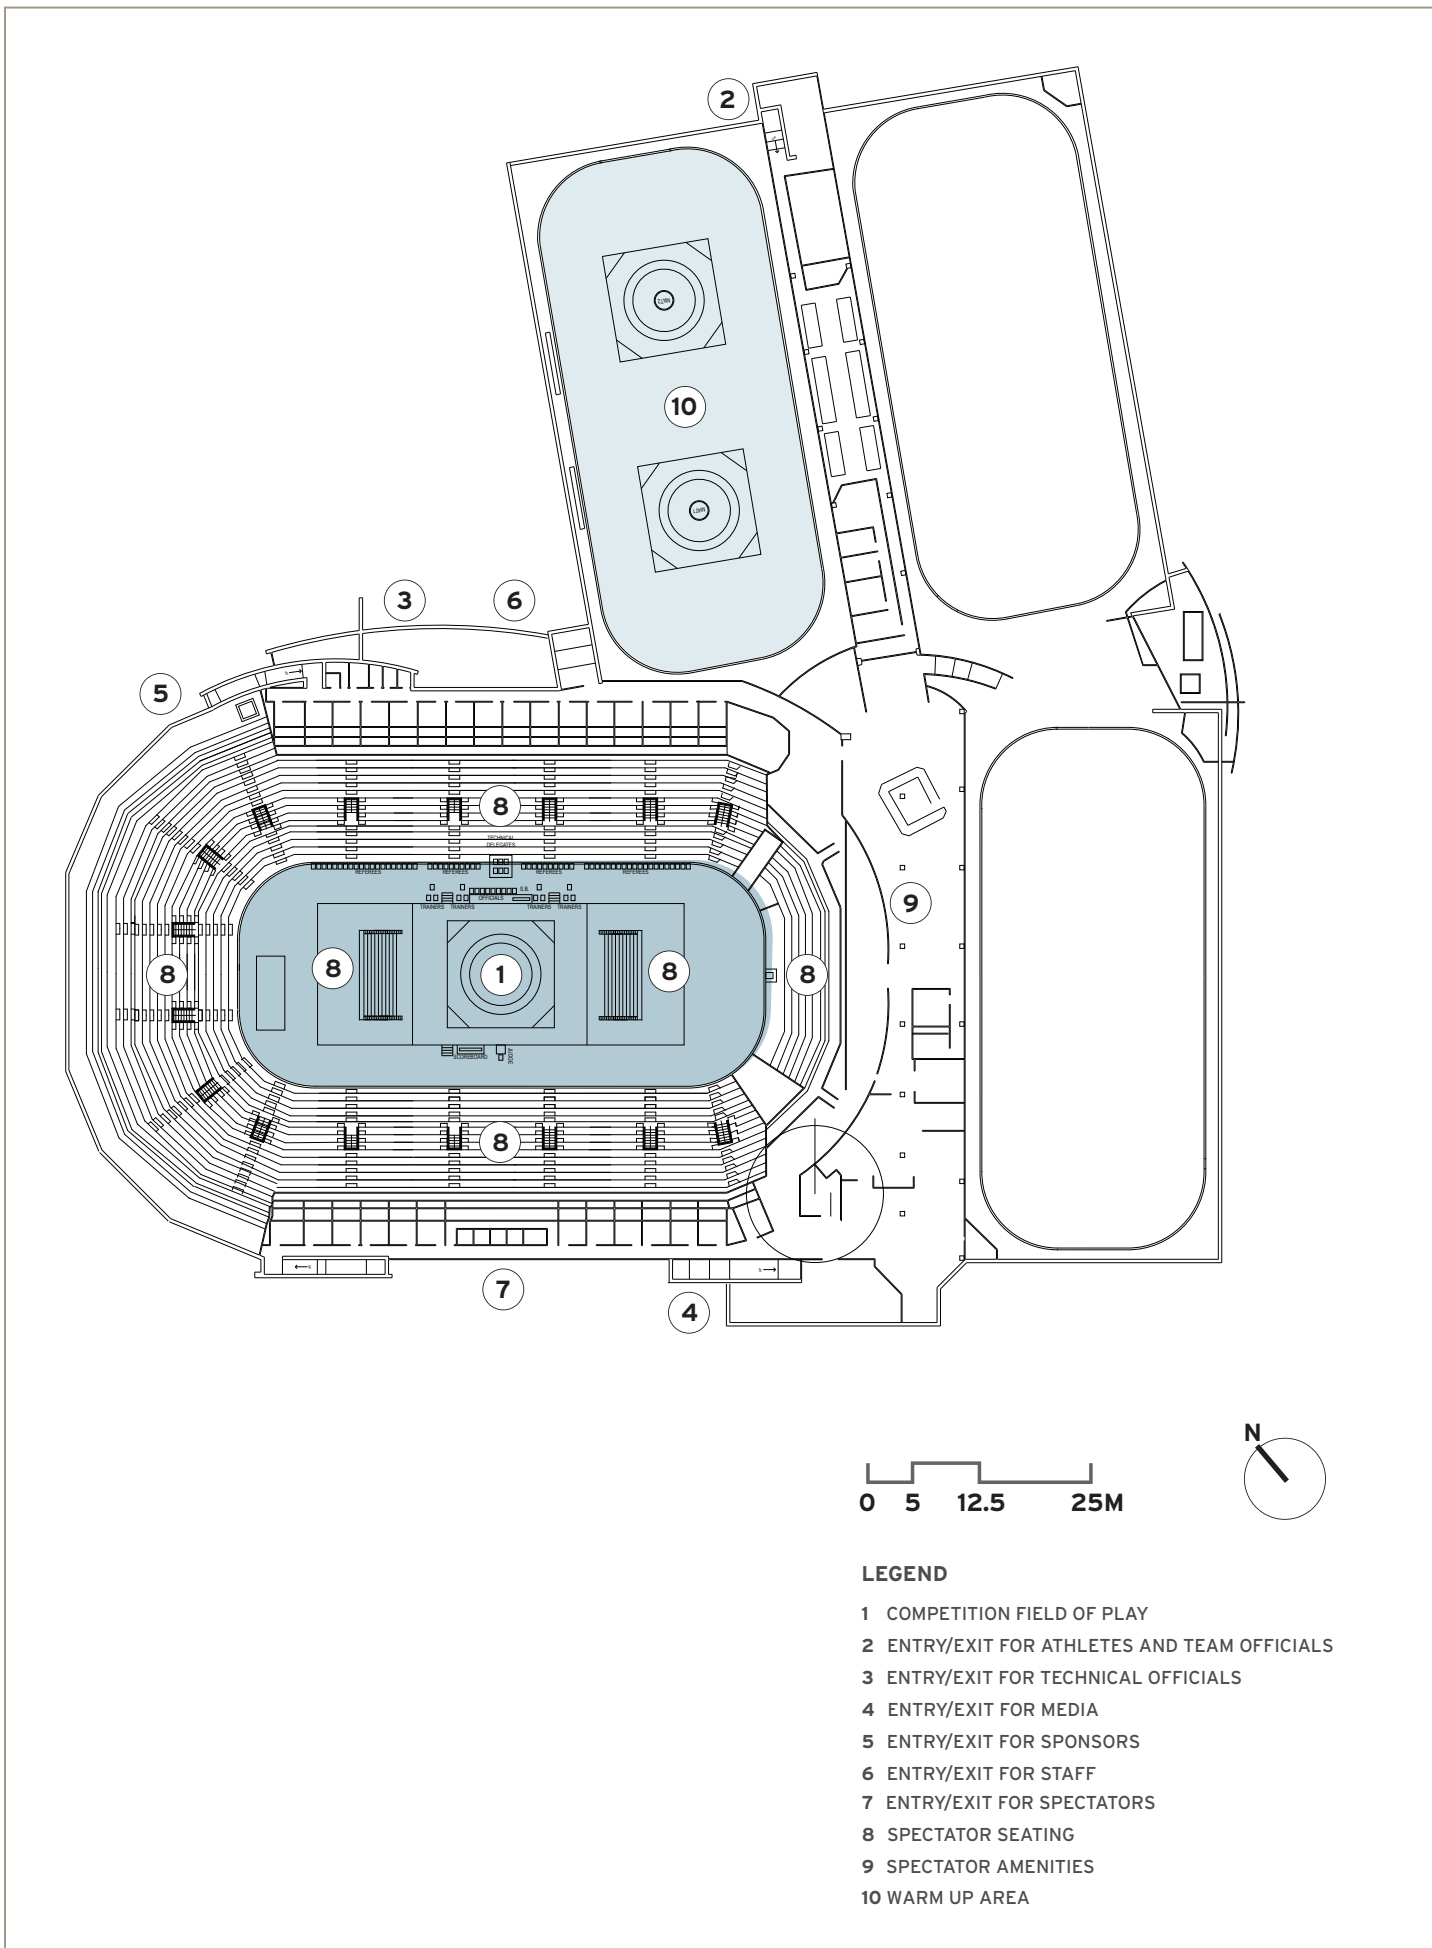 2
MAT2
10
MAT1
3
6
5
8
TECHNICAL
DELEGATES
REFEREES
REFEREES
REFEREES
REFEREES
S.B.
OFFICIALS
TRAINERS
TRAINERS
TRAINERS
TRAINERS
9
8
8
1
8
8
SCOREBOARD
JUDGE
8
7
4
N
0 5 12.5 25M
LEGEND
1 COMPETITION FIELD OF PLAY
2 ENTRY/EXIT FOR ATHLETES AND TEAM OFFICIALS
3 ENTRY/EXIT FOR TECHNICAL OFFICIALS
4 ENTRY/EXIT FOR MEDIA
5 ENTRY/EXIT FOR SPONSORS
6 ENTRY/EXIT FOR STAFF
7 ENTRY/EXIT FOR SPECTATORS
8 SPECTATOR SEATING
9 SPECTATOR AMENITIES
10 WARM UP AREA